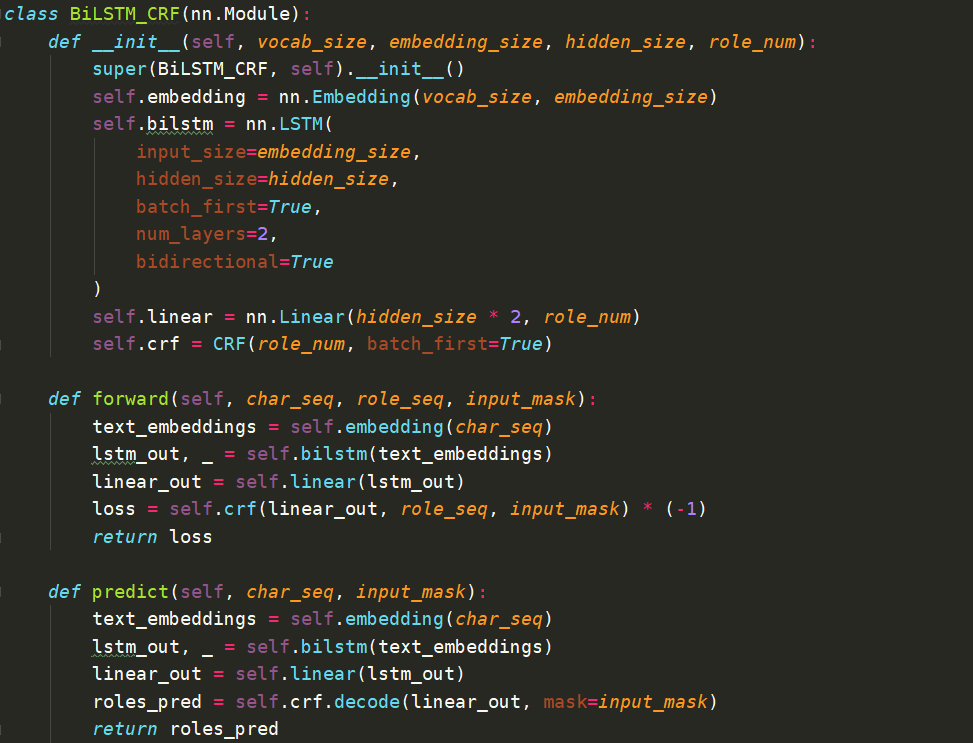 class BiLSTM_CRF(nn.Module):
    def __init__(self, vocab_size, embedding_size, hidden_size, role_num):
        super(BiLSTM_CRF, self).__init__()
        self.embedding = nn.Embedding(vocab_size, embedding_size)
        self.bilstm = nn.LSTM(
            input_size=embedding_size,
            hidden_size=hidden_size,
            batch_first=True,
            num_layers=2,
            bidirectional=True
        )
        self.linear = nn.Linear(hidden_size * 2, role_num)
        self.crf = CRF(role_num, batch_first=True)

    def forward(self, char_seq, role_seq, input_mask):
        text_embeddings = self.embedding(char_seq)
        lstm_out, _ = self.bilstm(text_embeddings)
        linear_out = self.linear(lstm_out)
        loss = self.crf(linear_out, role_seq, input_mask) * (-1)
        return loss

    def predict(self, char_seq, input_mask):
        text_embeddings = self.embedding(char_seq)
        lstm_out, _ = self.bilstm(text_embeddings)
        linear_out = self.linear(lstm_out)
        roles_pred = self.crf.decode(linear_out, mask=input_mask)
        return roles_pred